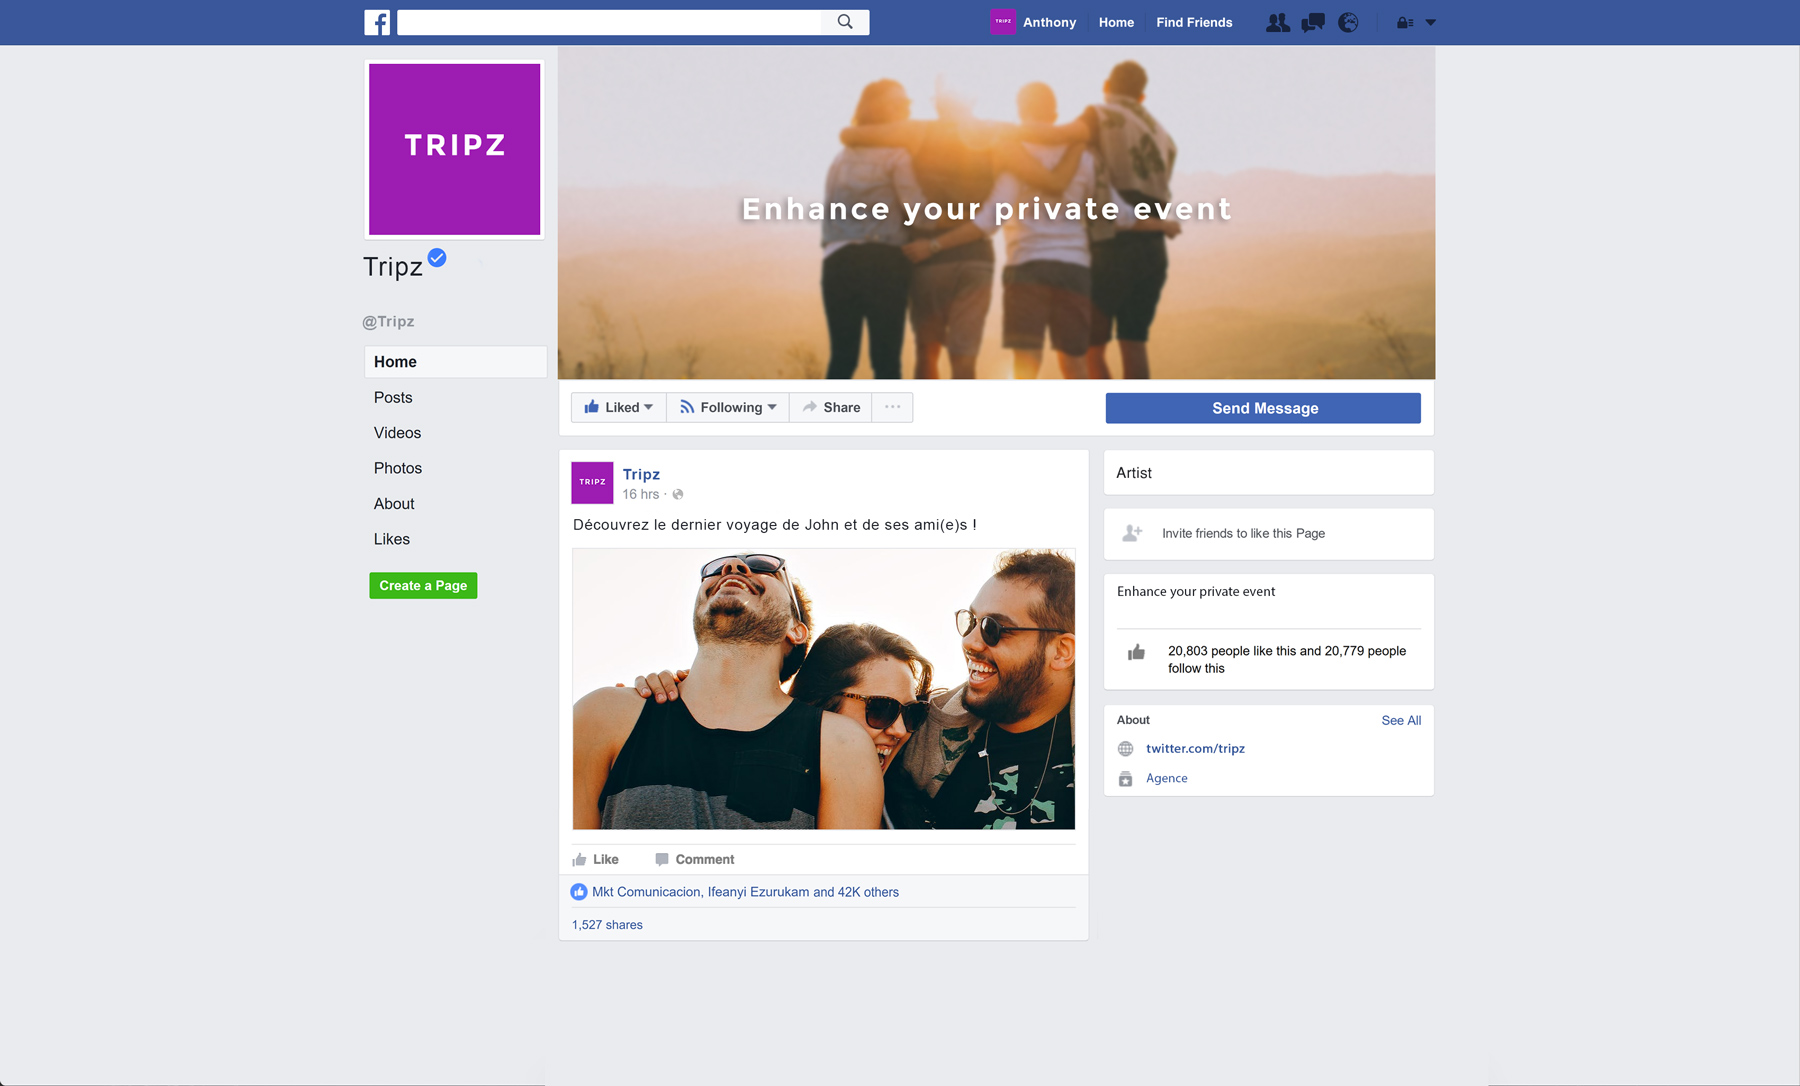 TRIPZ
Anthony
Home
Find Friends
TRIPZ
Enhance your private event
Tripz
@Tripz
Home
Posts
Videos
Photos
About
Likes
Create a Page
Liked
Following
Share
Send Message
TRIPZ
Tripz
16 hrs ·
Découvrez le dernier voyage de John et de ses ami(e)s !
Like
Comment
Mkt Comunicacion, Ifeanyi Ezurukam and 42K others
1,527 shares
Artist
Invite friends to like this Page
Enhance your private event
20,803 people like this and 20,779 people
follow this
About
See All
twitter.com/tripz
Agence